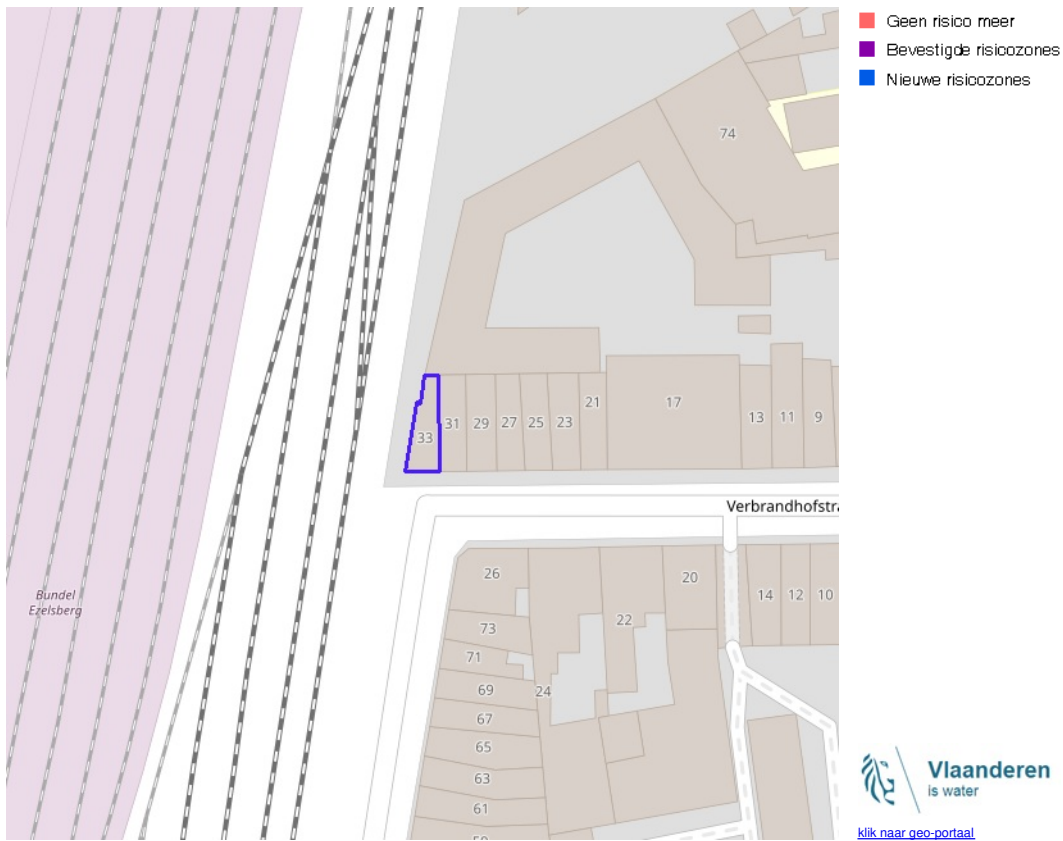 Geen risico meer
Bevestigde risicozones
Nieuwe risicozones
74
33
31
29
27
25
23
21
17
13
11
9
Verbrandhofstra
Bundel
Ezelsberg
26
73
71
69
67
65
63
61
24
22
20
14
12
10
Vlaanderen
is water
klik naar geo-portaal